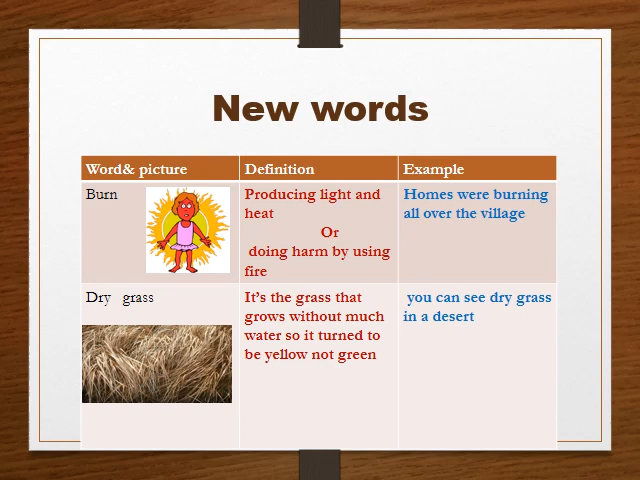 New words
Word& picture
Definition
Example
Burn
Producing light and
heat
Or
doing harm by using
fire
Homes were burning
all over the village
Dry grass
It’s the grass that
grows without much
water so it turned to
be yellow not green
you can see dry grass
in a desert